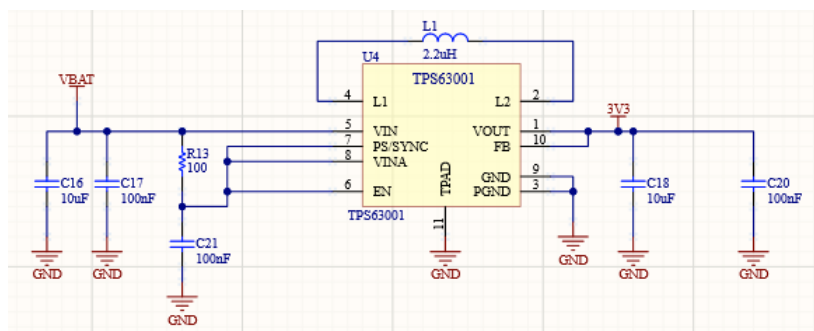 L1
2.2uH
U4
TPS63001
VBAT
3V3
4
L1
L2
2
5
VIN
VOUT
1
7
PS/SYNC
FB
10
8
VINA
R13
100
GND
9
6
EN
TPAD
PGND
3
TPS63001
11
C16
10uF
C17
100nF
C18
10uF
C20
100nF
C21
100nF
GND
GND
GND
GND
GND
GND
GND